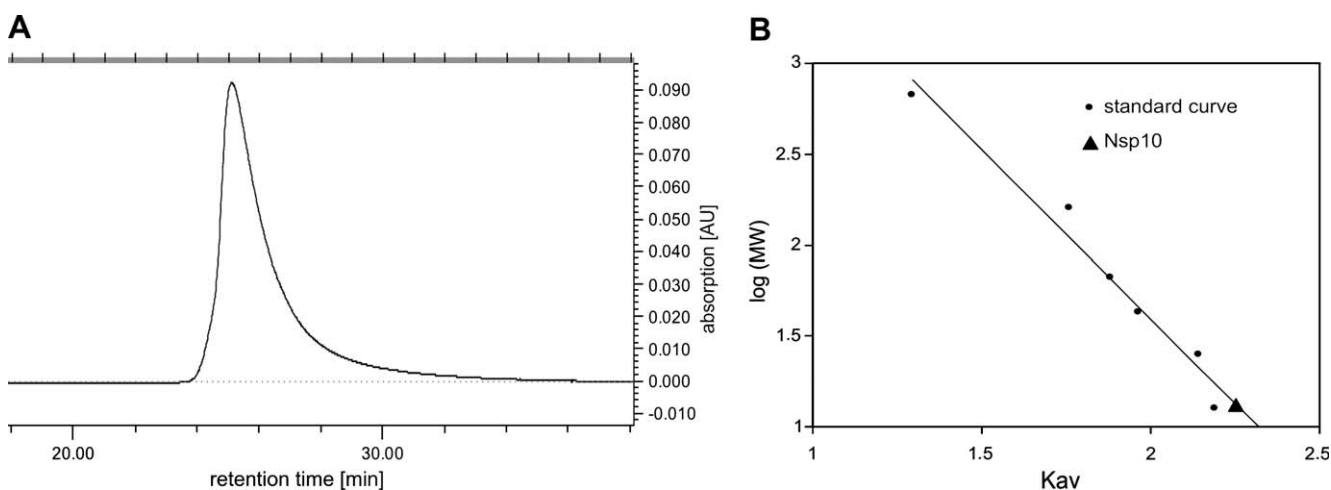 A
0.090
0.080
0.070
0.060
0.050
0.040
0.030
0.020
0.010
0.000
-0.010
absorption [AU]
20.00 30.00
retention time [min]
B
3
2.5
2
1.5
1
log (MW)
standard curve
Nsp10
1 1.5 2 2.5
Kav